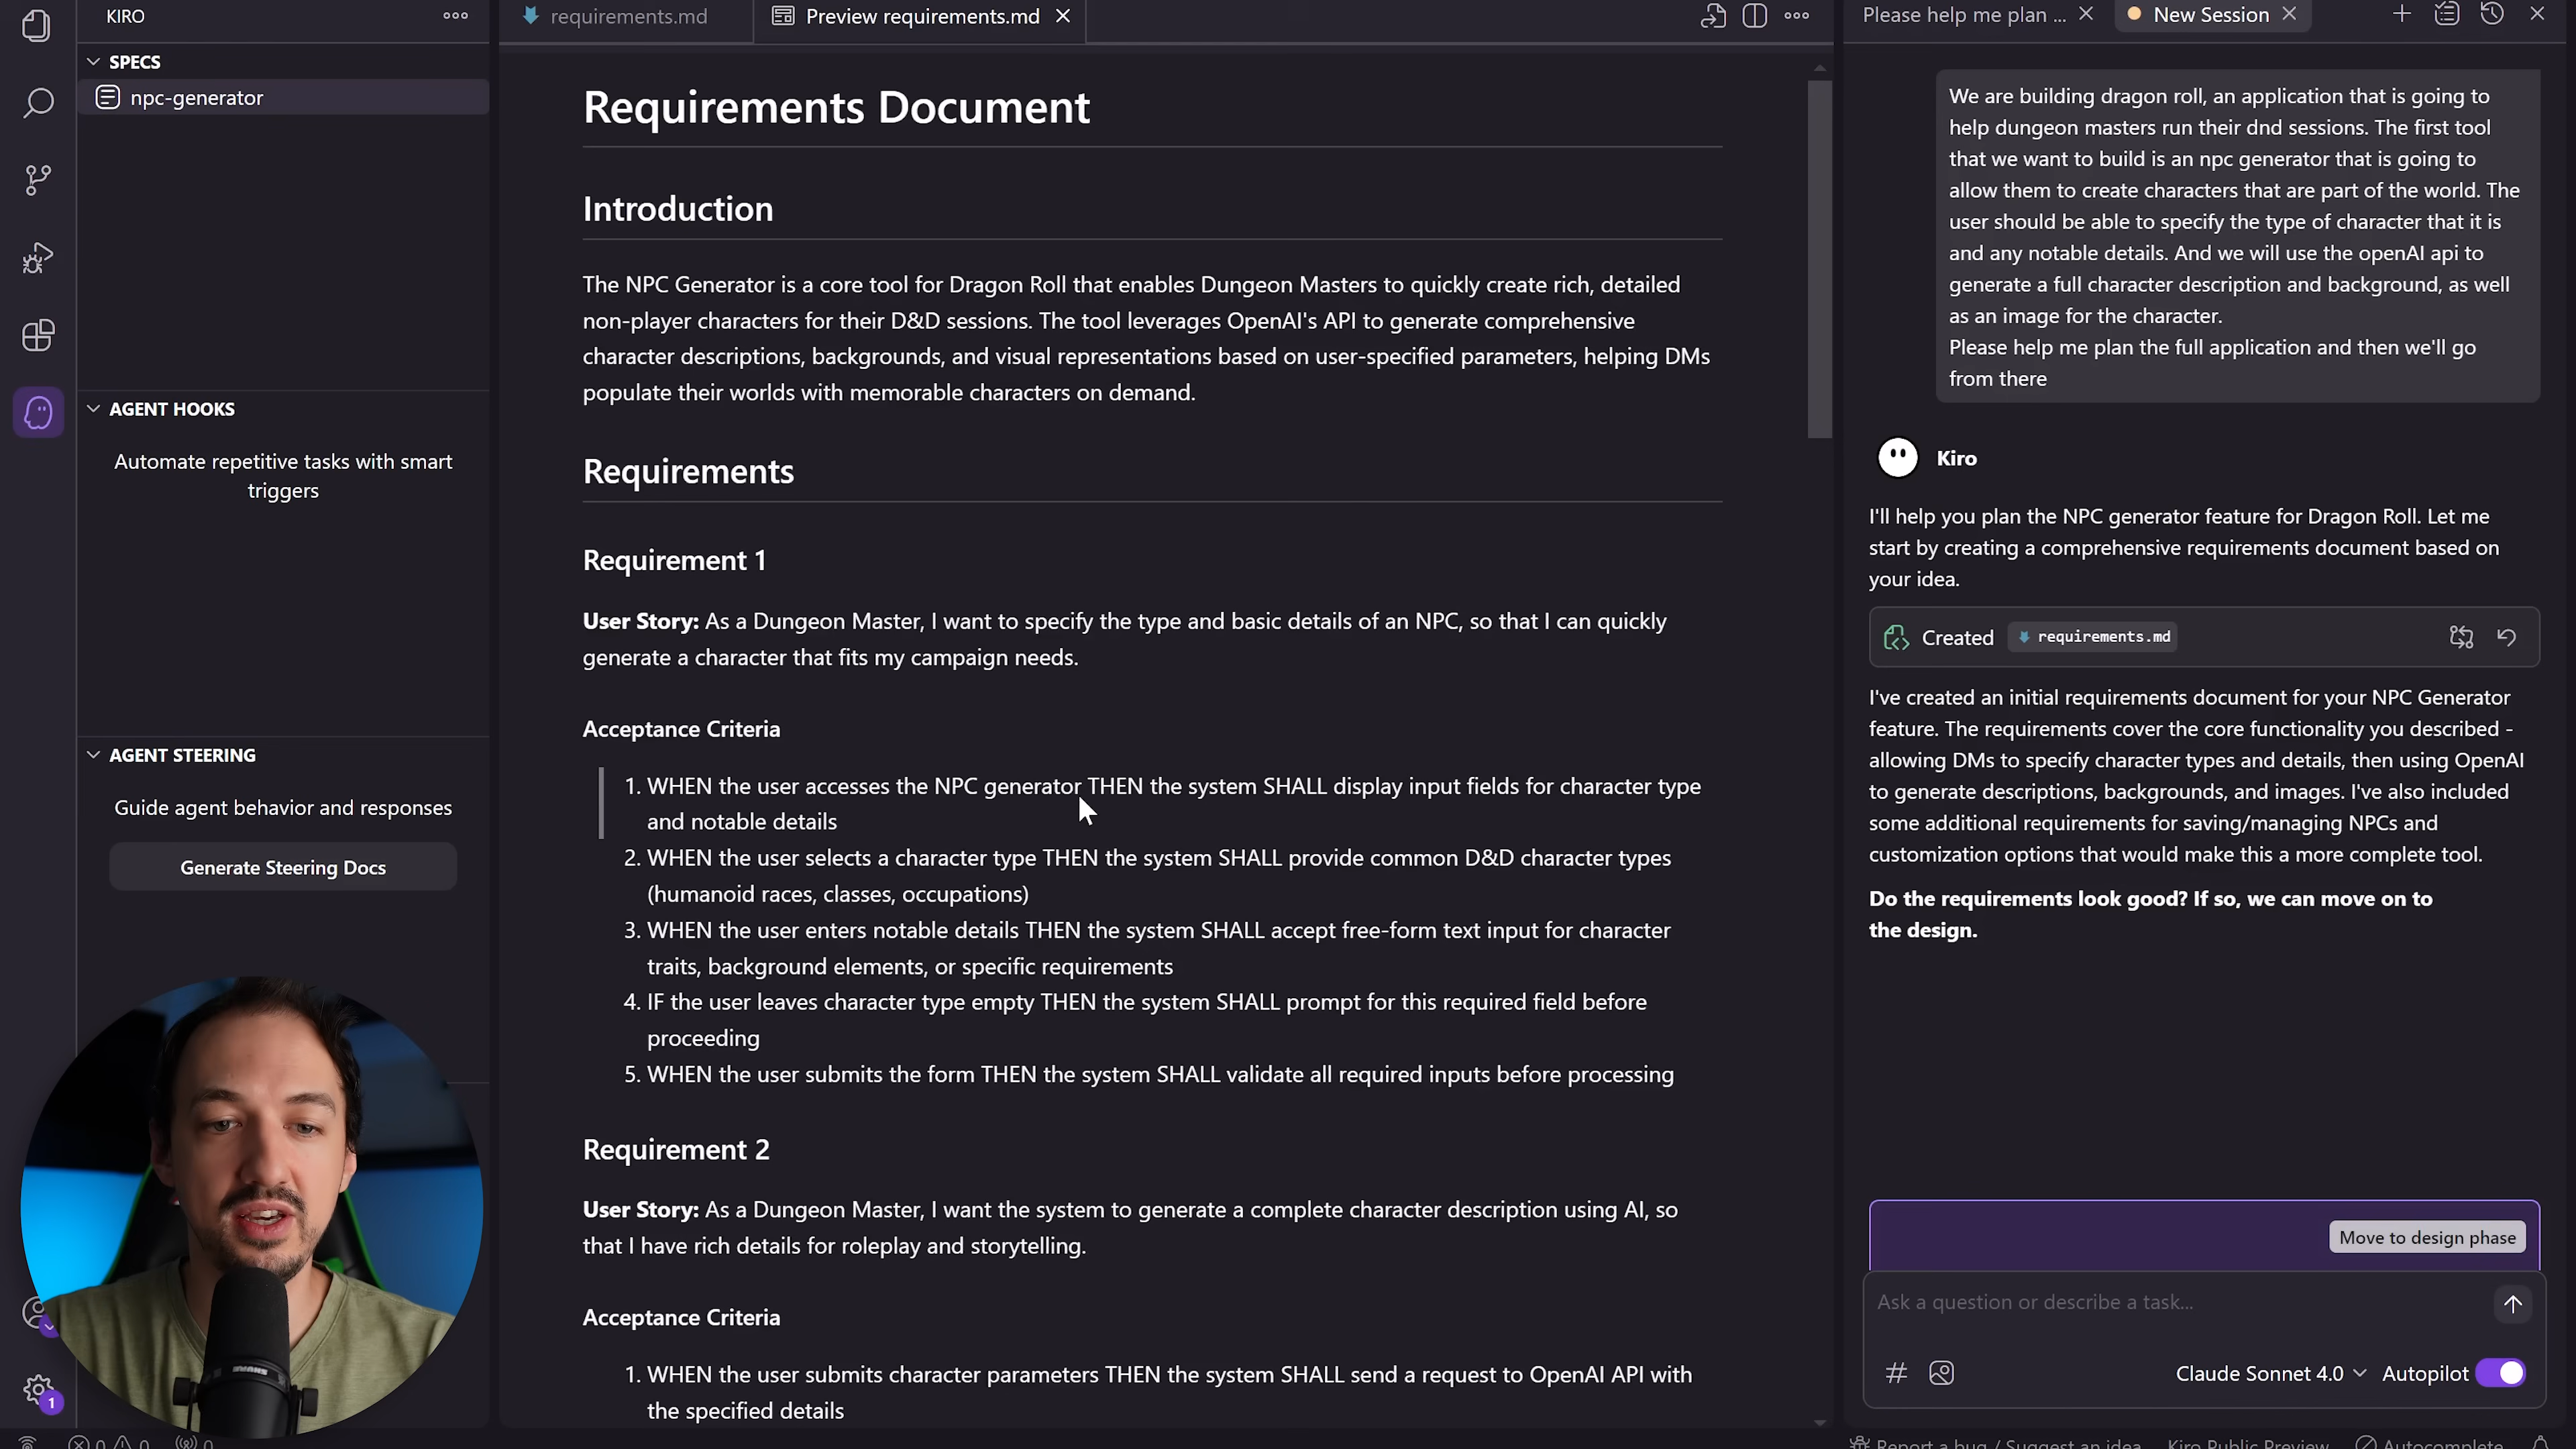 KIRO
SPECS
npc-generator
AGENT HOOKS
Automate repetitive tasks with smart
triggers
AGENT STEERING
Guide agent behavior and responses
Generate Steering Docs
1
requirements.md
Preview requirements.md
Requirements Document
Introduction
The NPC Generator is a core tool for Dragon Roll that enables Dungeon Masters to quickly create rich, detailed
non-player characters for their D&D sessions. The tool leverages OpenAI's API to generate comprehensive
character descriptions, backgrounds, and visual representations based on user-specified parameters, helping DMs
populate their worlds with memorable characters on demand.
Requirements
Requirement 1
User Story: As a Dungeon Master, I want to specify the type and basic details of an NPC, so that I can quickly
generate a character that fits my campaign needs.
Acceptance Criteria
1. WHEN the user accesses the NPC generator THEN the system SHALL display input fields for character type
and notable details
2. WHEN the user selects a character type THEN the system SHALL provide common D&D character types
(humanoid races, classes, occupations)
3. WHEN the user enters notable details THEN the system SHALL accept free-form text input for character
traits, background elements, or specific requirements
4. IF the user leaves character type empty THEN the system SHALL prompt for this required field before
proceeding
5. WHEN the user submits the form THEN the system SHALL validate all required inputs before processing
Requirement 2
User Story: As a Dungeon Master, I want the system to generate a complete character description using AI, so
that I have rich details for roleplay and storytelling.
Acceptance Criteria
1. WHEN the user submits character parameters THEN the system SHALL send a request to OpenAI API with
the specified details
Please help me plan ...
New Session
We are building dragon roll, an application that is going to
help dungeon masters run their dnd sessions. The first tool
that we want to build is an npc generator that is going to
allow them to create characters that are part of the world. The
user should be able to specify the type of character that it is
and any notable details. And we will use the openAI api to
generate a full character description and background, as well
as an image for the character.
Please help me plan the full application and then we'll go
from there
Kiro
I'll help you plan the NPC generator feature for Dragon Roll. Let me
start by creating a comprehensive requirements document based on
your idea.
Created requirements.md
I've created an initial requirements document for your NPC Generator
feature. The requirements cover the core functionality you described -
allowing DMs to specify character types and details, then using OpenAI
to generate descriptions, backgrounds, and images. I've also included
some additional requirements for saving/managing NPCs and
customization options that would make this a more complete tool.
Do the requirements look good? If so, we can move on to
the design.
Move to design phase
Ask a question or describe a task...
Claude Sonnet 4.0 Autopilot
0 0 0
Report a bug / Suggest an idea Kiro Public Preview Autocomplete